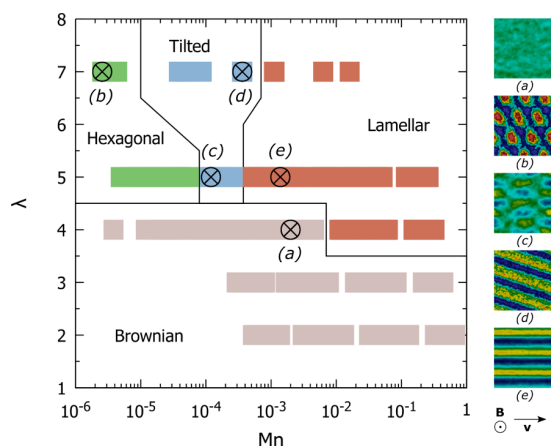 8
7
6
5
4
3
2
1
λ
Tilted
(b)
(d)
Hexagonal
Lamellar
(c)
(e)
(a)
Brownian
10⁻⁶
10⁻⁵
10⁻⁴
10⁻³
10⁻²
10⁻¹
1
Mn
(a)
(b)
(c)
(d)
(e)
B
v